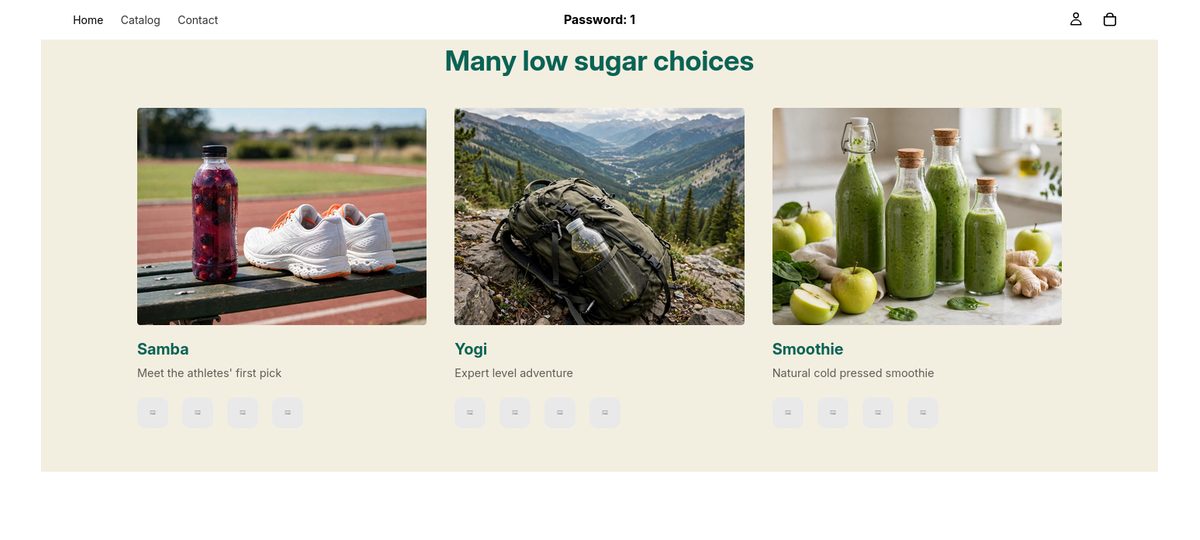 Home Catalog Contact Password: 1
Many low sugar choices
Samba Yogi Smoothie
Meet the athletes' first pick Expert level adventure Natural cold pressed smoothie